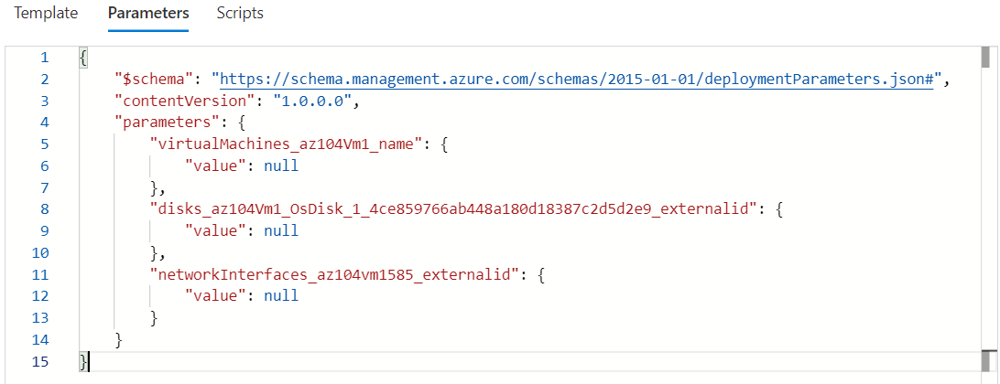 Template Parameters Scripts
1 {
2 "$schema": "https://schema.management.azure.com/schemas/2015-01-01/deploymentParameters.json#",
3 "contentVersion": "1.0.0.0",
4 "parameters": {
5 "virtualMachines_az104Vm1_name": {
6 "value": null
7 },
8 "disks_az104Vm1_OsDisk_1_4ce859766ab448a180d18387c2d5d2e9_externalid": {
9 "value": null
10 },
11 "networkInterfaces_az104vm1585_externalid": {
12 "value": null
13 }
14 }
15 }